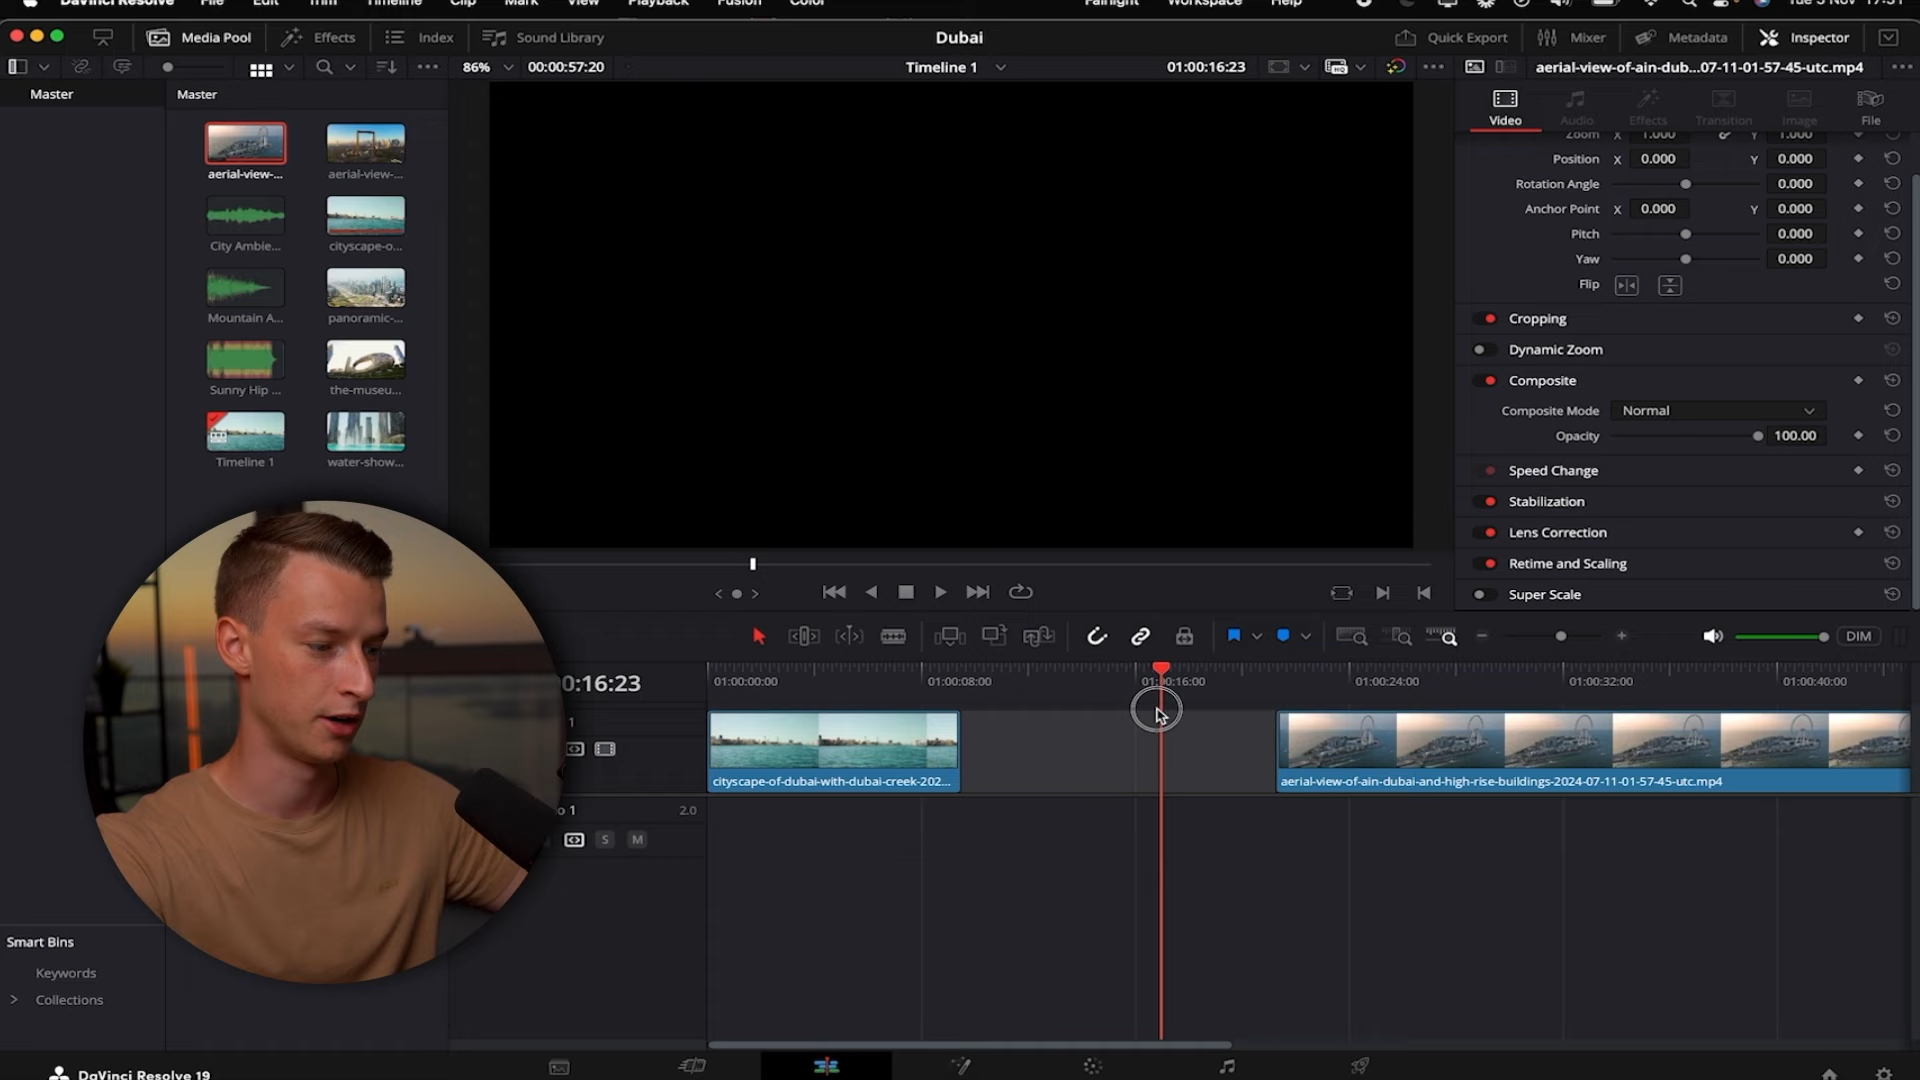 DaVinci Resolve File Edit Trim Timeline Clip Mark View Playback Fusion Color Fairlight Workspace Help
Media Pool Effects Index Sound Library Dubai Quick Export Mixer Metadata Inspector
86% 00:00:57:20 Timeline 1 01:00:16:23 aerial-view-of-ain-dub...07-11-01-57-45-utc.mp4
Master Master
Video Audio Effects Transition Image File
Zoom X 1.000 Y 1.000
Position X 0.000 Y 0.000
Rotation Angle 0.000
Anchor Point X 0.000 Y 0.000
Pitch 0.000
Yaw 0.000
Flip
Cropping
Dynamic Zoom
Composite
Composite Mode Normal
Opacity 100.00
Speed Change
Stabilization
Lens Correction
Retime and Scaling
Super Scale
aerial-view-... aerial-view-...
City Ambie... cityscape-o...
Mountain A... panoramic-...
Sunny Hip ... the-museu...
Timeline 1 water-show...
DIM
0:16:23 01:00:00:00 01:00:08:00 01:00:16:00 01:00:24:00 01:00:32:00 01:00:40:00
1
cityscape-of-dubai-with-dubai-creek-202... aerial-view-of-ain-dubai-and-high-rise-buildings-2024-07-11-01-57-45-utc.mp4
o 1 2.0
S M
Smart Bins
Keywords
Collections
DaVinci Resolve 19